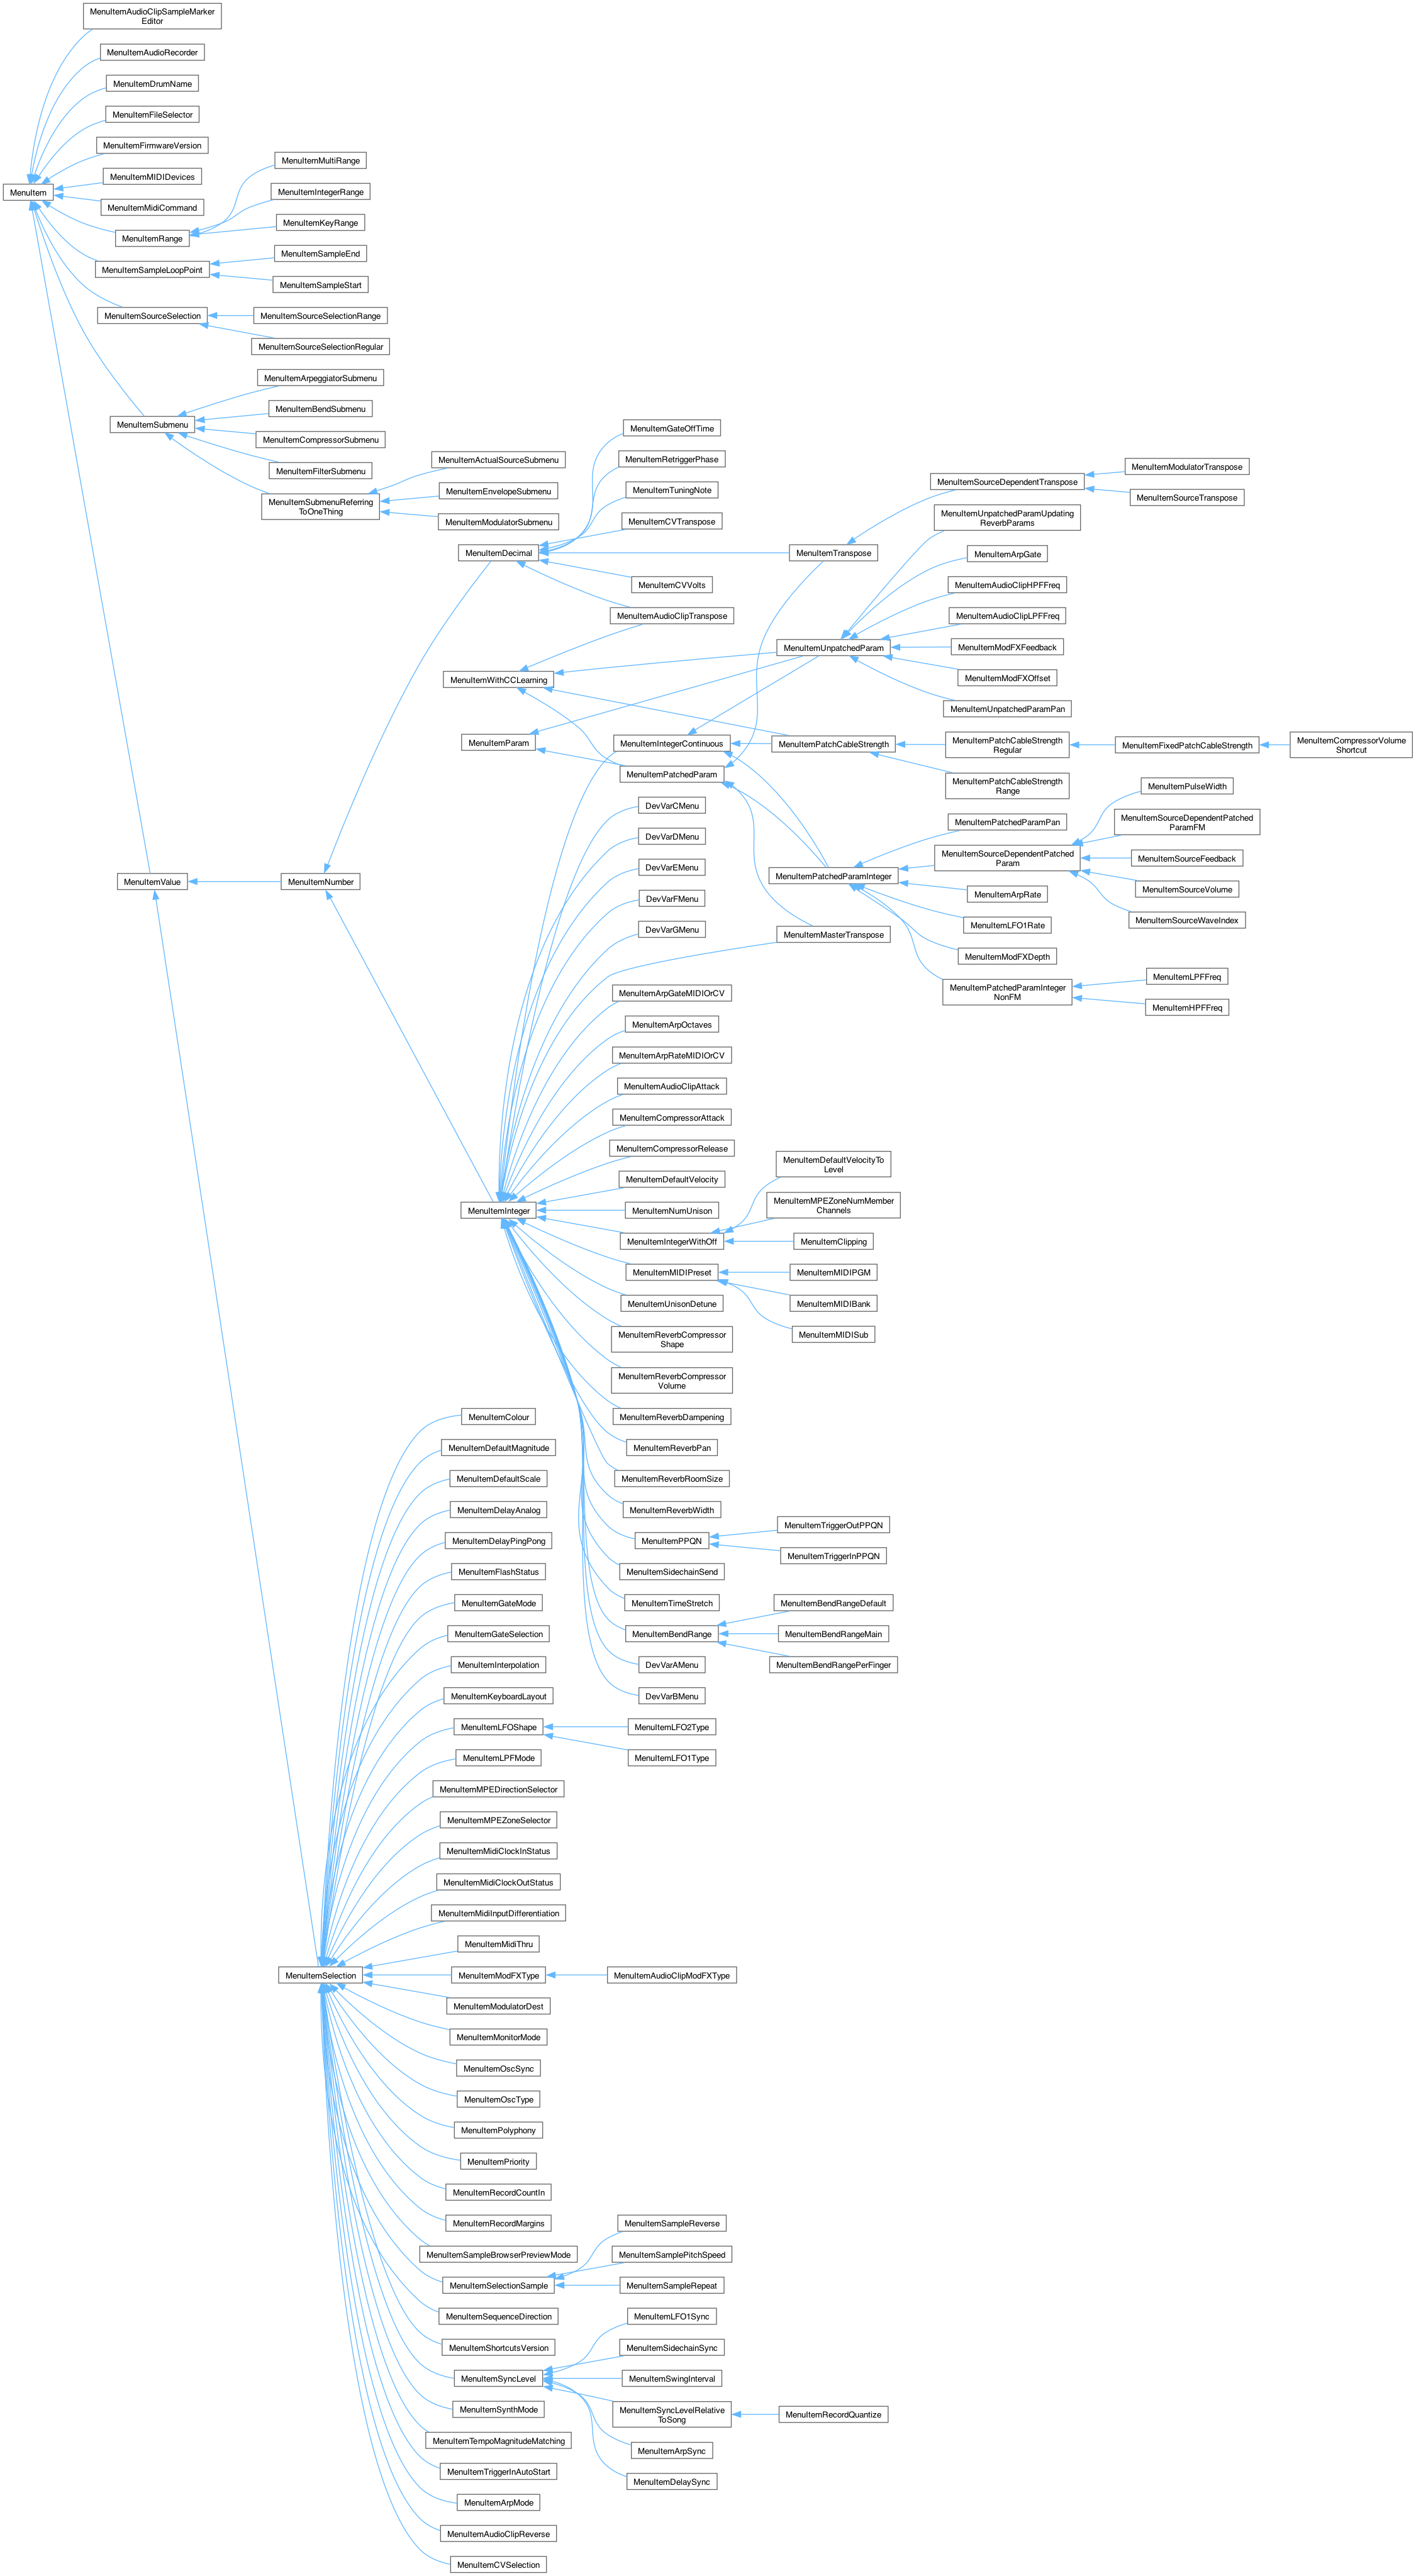 MenuItemAudioClipSampleMarker
Editor
MenuItemAudioRecorder
MenuItemDrumName
MenuItemFileSelector
MenuItemFirmwareVersion
MenuItemMultiRange
MenuItemMIDIDevices
MenuItem
MenuItemIntegerRange
MenuItemMidiCommand
MenuItemKeyRange
MenuItemRange
MenuItemSampleEnd
MenuItemSampleLoopPoint
MenuItemSampleStart
MenuItemSourceSelection
MenuItemSourceSelectionRange
MenuItemSourceSelectionRegular
MenuItemArpeggiatorSubmenu
MenuItemBendSubmenu
MenuItemSubmenu
MenuItemGateOffTime
MenuItemCompressorSubmenu
MenuItemActualSourceSubmenu
MenuItemRetriggerPhase
MenuItemModulatorTranspose
MenuItemFilterSubmenu
MenuItemSourceDependentTranspose
MenuItemEnvelopeSubmenu
MenuItemTuningNote
MenuItemSourceTranspose
MenuItemSubmenuReferring
ToOneThing
MenuItemUnpatchedParamUpdating
ReverbParams
MenuItemModulatorSubmenu
MenuItemCVTranspose
MenuItemDecimal
MenuItemTranspose
MenuItemArpGate
MenuItemCVVolts
MenuItemAudioClipHPFFreq
MenuItemAudioClipTranspose
MenuItemAudioClipLPFFreq
MenuItemUnpatchedParam
MenuItemModFXFeedback
MenuItemWithCCLearning
MenuItemModFXOffset
MenuItemUnpatchedParamPan
MenuItemParam
MenuItemIntegerContinuous
MenuItemPatchCableStrength
MenuItemPatchCableStrength
Regular
MenuItemFixedPatchCableStrength
MenuItemCompressorVolume
Shortcut
MenuItemPatchedParam
MenuItemPatchCableStrength
Range
MenuItemPulseWidth
DevVarCMenu
MenuItemPatchedParamPan
MenuItemSourceDependentPatched
ParamFM
DevVarDMenu
MenuItemSourceDependentPatched
Param
MenuItemSourceFeedback
DevVarEMenu
MenuItemPatchedParamInteger
MenuItemValue
MenuItemNumber
MenuItemSourceVolume
DevVarFMenu
MenuItemArpRate
MenuItemSourceWaveIndex
DevVarGMenu
MenuItemMasterTranspose
MenuItemLFO1Rate
MenuItemModFXDepth
MenuItemLPFFreq
MenuItemArpGateMIDIOrCV
MenuItemPatchedParamInteger
NonFM
MenuItemHPFFreq
MenuItemArpOctaves
MenuItemArpRateMIDIOrCV
MenuItemAudioClipAttack
MenuItemCompressorAttack
MenuItemCompressorRelease
MenuItemDefaultVelocityTo
Level
MenuItemDefaultVelocity
MenuItemMPEZoneNumMember
Channels
MenuItemInteger
MenuItemNumUnison
MenuItemIntegerWithOff
MenuItemClipping
MenuItemMIDIPreset
MenuItemMIDIPGM
MenuItemUnisonDetune
MenuItemMIDIBank
MenuItemReverbCompressor
Shape
MenuItemMIDISub
MenuItemReverbCompressor
Volume
MenuItemColour
MenuItemReverbDampening
MenuItemDefaultMagnitude
MenuItemReverbPan
MenuItemDefaultScale
MenuItemReverbRoomSize
MenuItemDelayAnalog
MenuItemReverbWidth
MenuItemTriggerOutPPQN
MenuItemDelayPingPong
MenuItemPPQN
MenuItemTriggerInPPQN
MenuItemFlashStatus
MenuItemSidechainSend
MenuItemGateMode
MenuItemTimeStretch
MenuItemBendRangeDefault
MenuItemGateSelection
MenuItemBendRange
MenuItemBendRangeMain
MenuItemInterpolation
DevVarAMenu
MenuItemBendRangePerFinger
MenuItemKeyboardLayout
DevVarBMenu
MenuItemLFOShape
MenuItemLFO2Type
MenuItemLPFMode
MenuItemLFO1Type
MenuItemMPEDirectionSelector
MenuItemMPEZoneSelector
MenuItemMidiClockInStatus
MenuItemMidiClockOutStatus
MenuItemMidiInputDifferentiation
MenuItemMidiThru
MenuItemSelection
MenuItemModFXType
MenuItemAudioClipModFXType
MenuItemModulatorDest
MenuItemMonitorMode
MenuItemOscSync
MenuItemOscType
MenuItemPolyphony
MenuItemPriority
MenuItemRecordCountIn
MenuItemRecordMargins
MenuItemSampleReverse
MenuItemSampleBrowserPreviewMode
MenuItemSamplePitchSpeed
MenuItemSelectionSample
MenuItemSampleRepeat
MenuItemSequenceDirection
MenuItemLFO1Sync
MenuItemShortcutsVersion
MenuItemSidechainSync
MenuItemSyncLevel
MenuItemSwingInterval
MenuItemSynthMode
MenuItemSyncLevelRelative
ToSong
MenuItemRecordQuantize
MenuItemTempoMagnitudeMatching
MenuItemArpSync
MenuItemTriggerInAutoStart
MenuItemDelaySync
MenuItemArpMode
MenuItemAudioClipReverse
MenuItemCVSelection